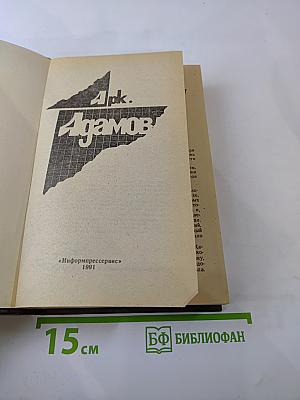 Арк.
Адамов
«Информпрессервис»
1991
15 см
БФ БИБЛИОФАН